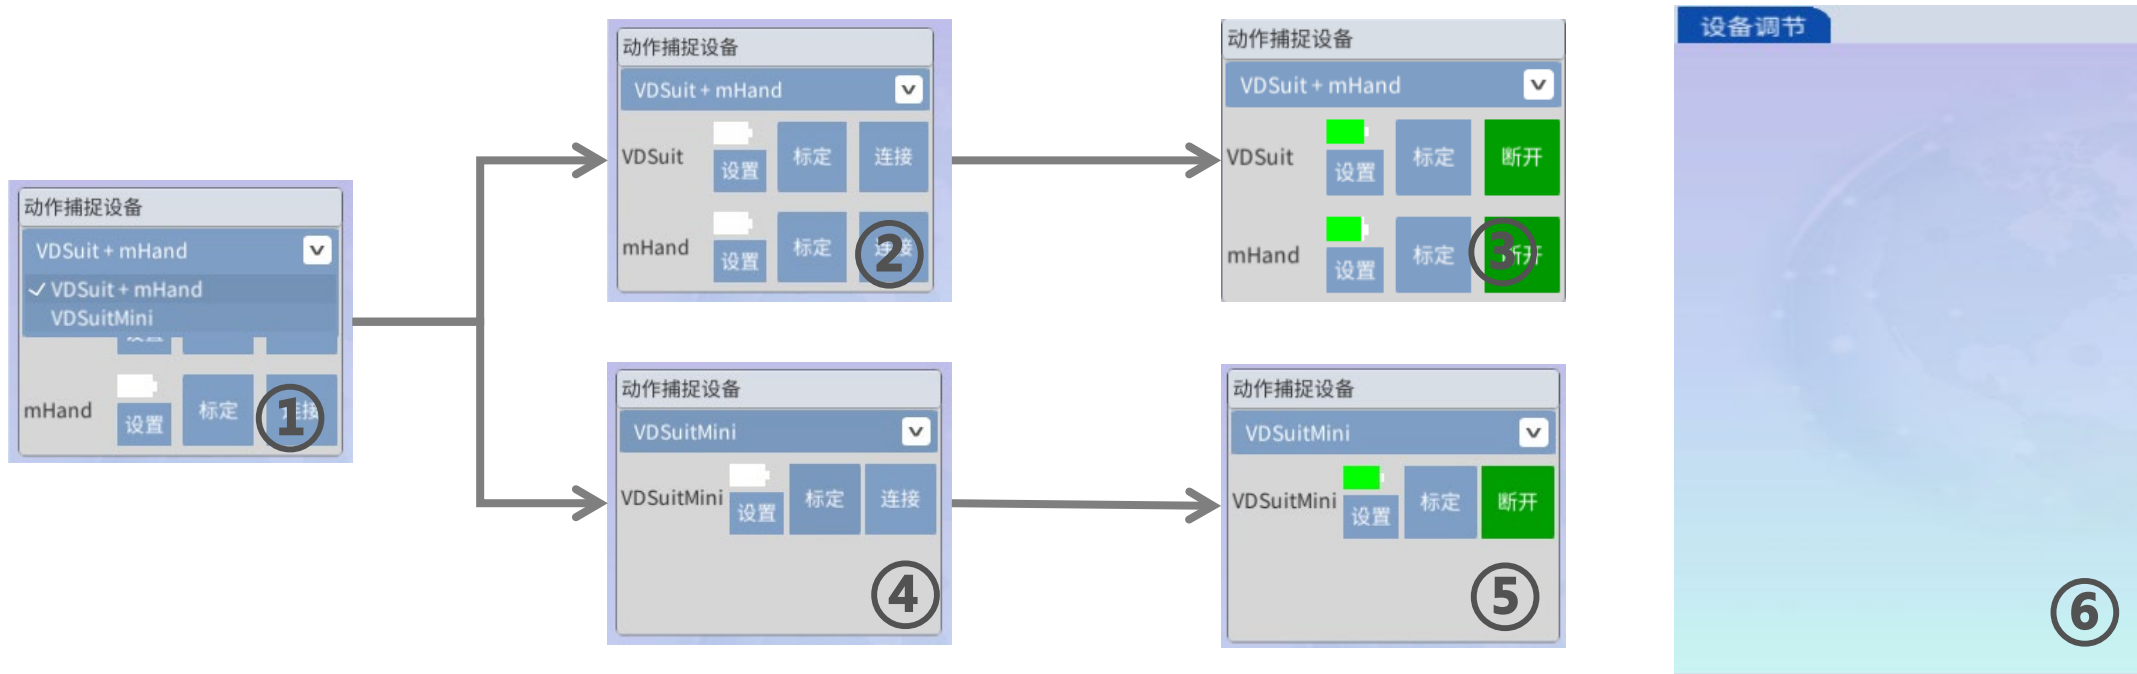 动作捕捉设备
VDSuit + mHand
✓ VDSuit + mHand
VDSuitMini
mHand
设置
标定
①
动作捕捉设备
VDSuit + mHand
VDSuit
设置
标定
连接
mHand
设置
标定
连接
②
动作捕捉设备
VDSuit + mHand
VDSuit
设置
标定
断开
mHand
设置
标定
断开
③
动作捕捉设备
VDSuitMini
VDSuitMini
设置
标定
连接
④
动作捕捉设备
VDSuitMini
VDSuitMini
设置
标定
断开
⑤
设备调节
⑥